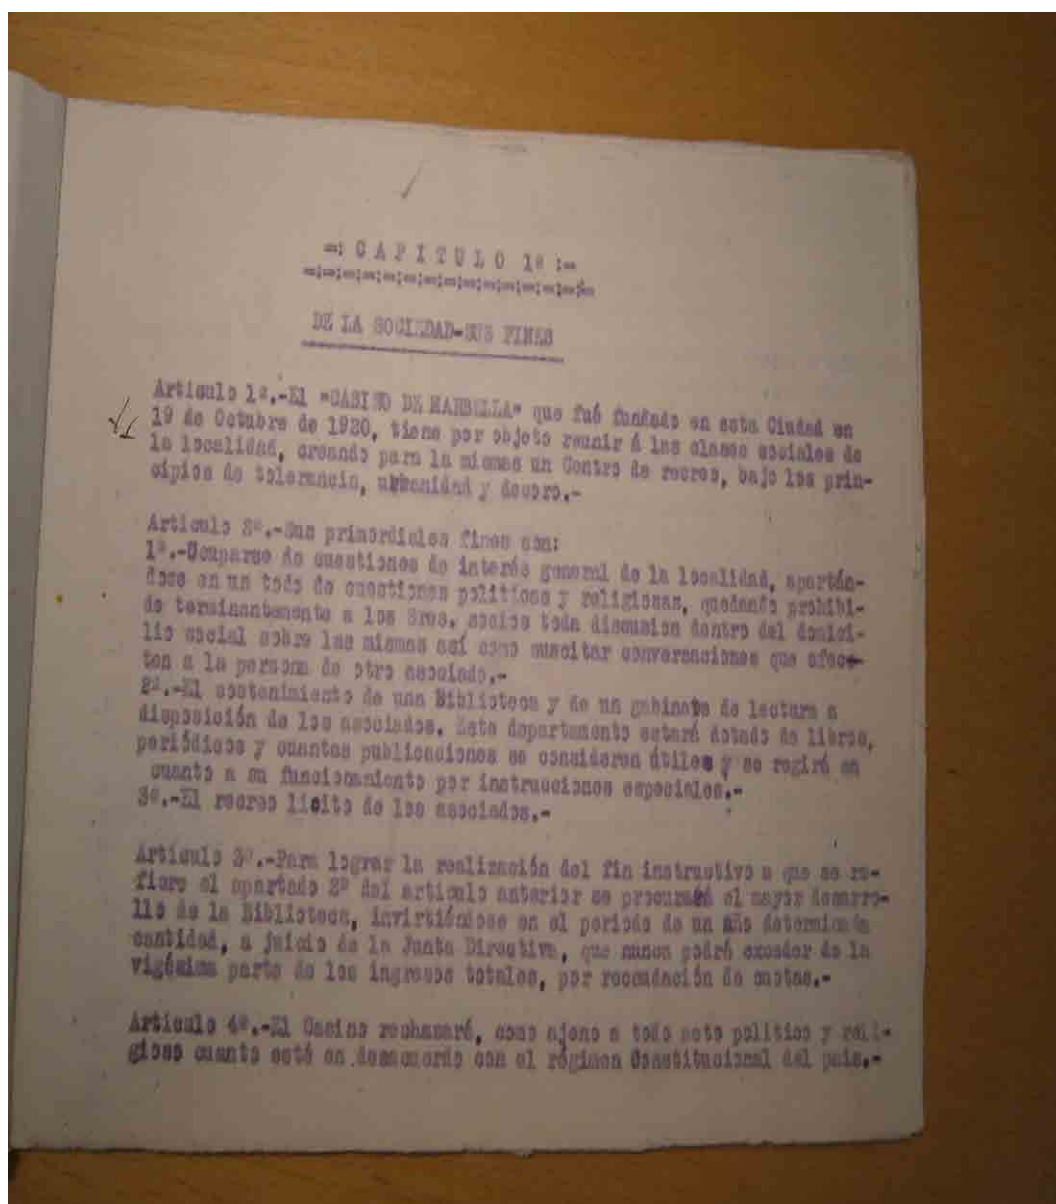 =: C A P I T U L O 1º :=
=:=:=:=:=:=:=:=:=:=:=:=:=:=:=
DE LA SOCIEDAD-SUS FINES
Artículo 1º.-El "CASINO DE MARBELLA" que fué fundado en esta Ciudad en
19 de Octubre de 1920, tiene por objeto reunir á las clases sociales de
la localidad, creando para la mismas un Centro de recreo, bajo los prin-
cipios de tolerancia, urbanidad y decoro.-
Artículo 2º.-Sus primordiales fines son:
1º.-Ocuparse de cuestiones de interés general de la localidad, apartán-
dose en un todo de cuestiones políticas y religiosas, quedando prohibi-
do terminantemente a los Sres. socios toda discusion dentro del domici-
lio social sobre las mismas así como suscitar conversaciones que afec-
ten a la persona de otro asociado.-
2º.-El sostenimiento de una Biblioteca y de un gabinete de lectura a
disposición de los asociados. Este departamento estará dotado de libros,
periódicos y cuantas publicaciones se consideren útiles y se regirá en
cuanto a su funcionamiento por instrucciones especiales.-
3º.-El recreo lícito de los asociados.-
Artículo 3º.-Para lograr la realización del fin instructivo a que se re-
fiere el apartado 2º del artículo anterior se procurará el mayor desarro-
llo de la Biblioteca, invirtiéndose en el periodo de un año determinada
cantidad, a juicio de la Junta Directiva, que nunca podrá exceder de la
vigésima parte de los ingresos totales, por recaudación de cuotas.-
Artículo 4º.-El Casino rechazará, como ajeno a todo acto político y reli-
gioso cuanto esté en desacuerdo con el régimen Constitucional del país.-